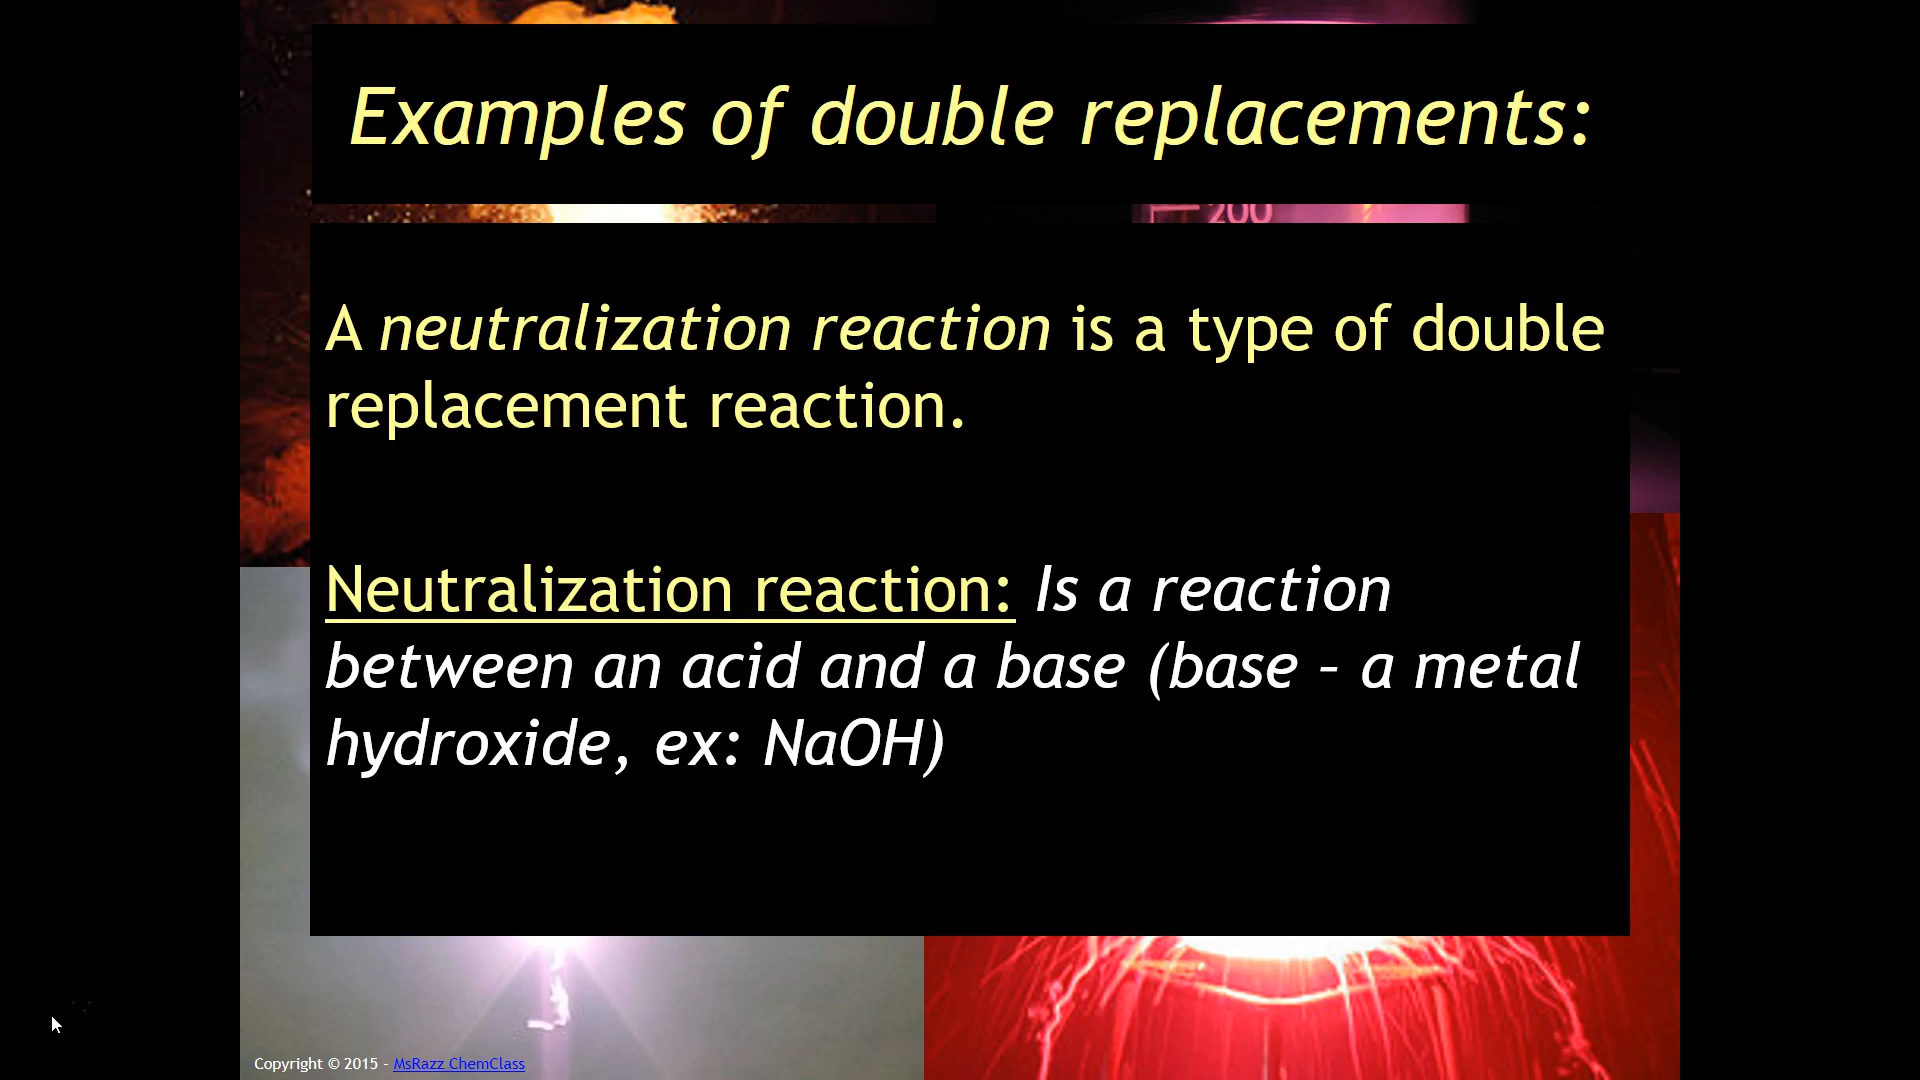 Examples of double replacements:
200
A neutralization reaction is a type of double
replacement reaction.
Neutralization reaction: Is a reaction
between an acid and a base (base – a metal
hydroxide, ex: NaOH)
Copyright © 2015 - MsRazz ChemClass